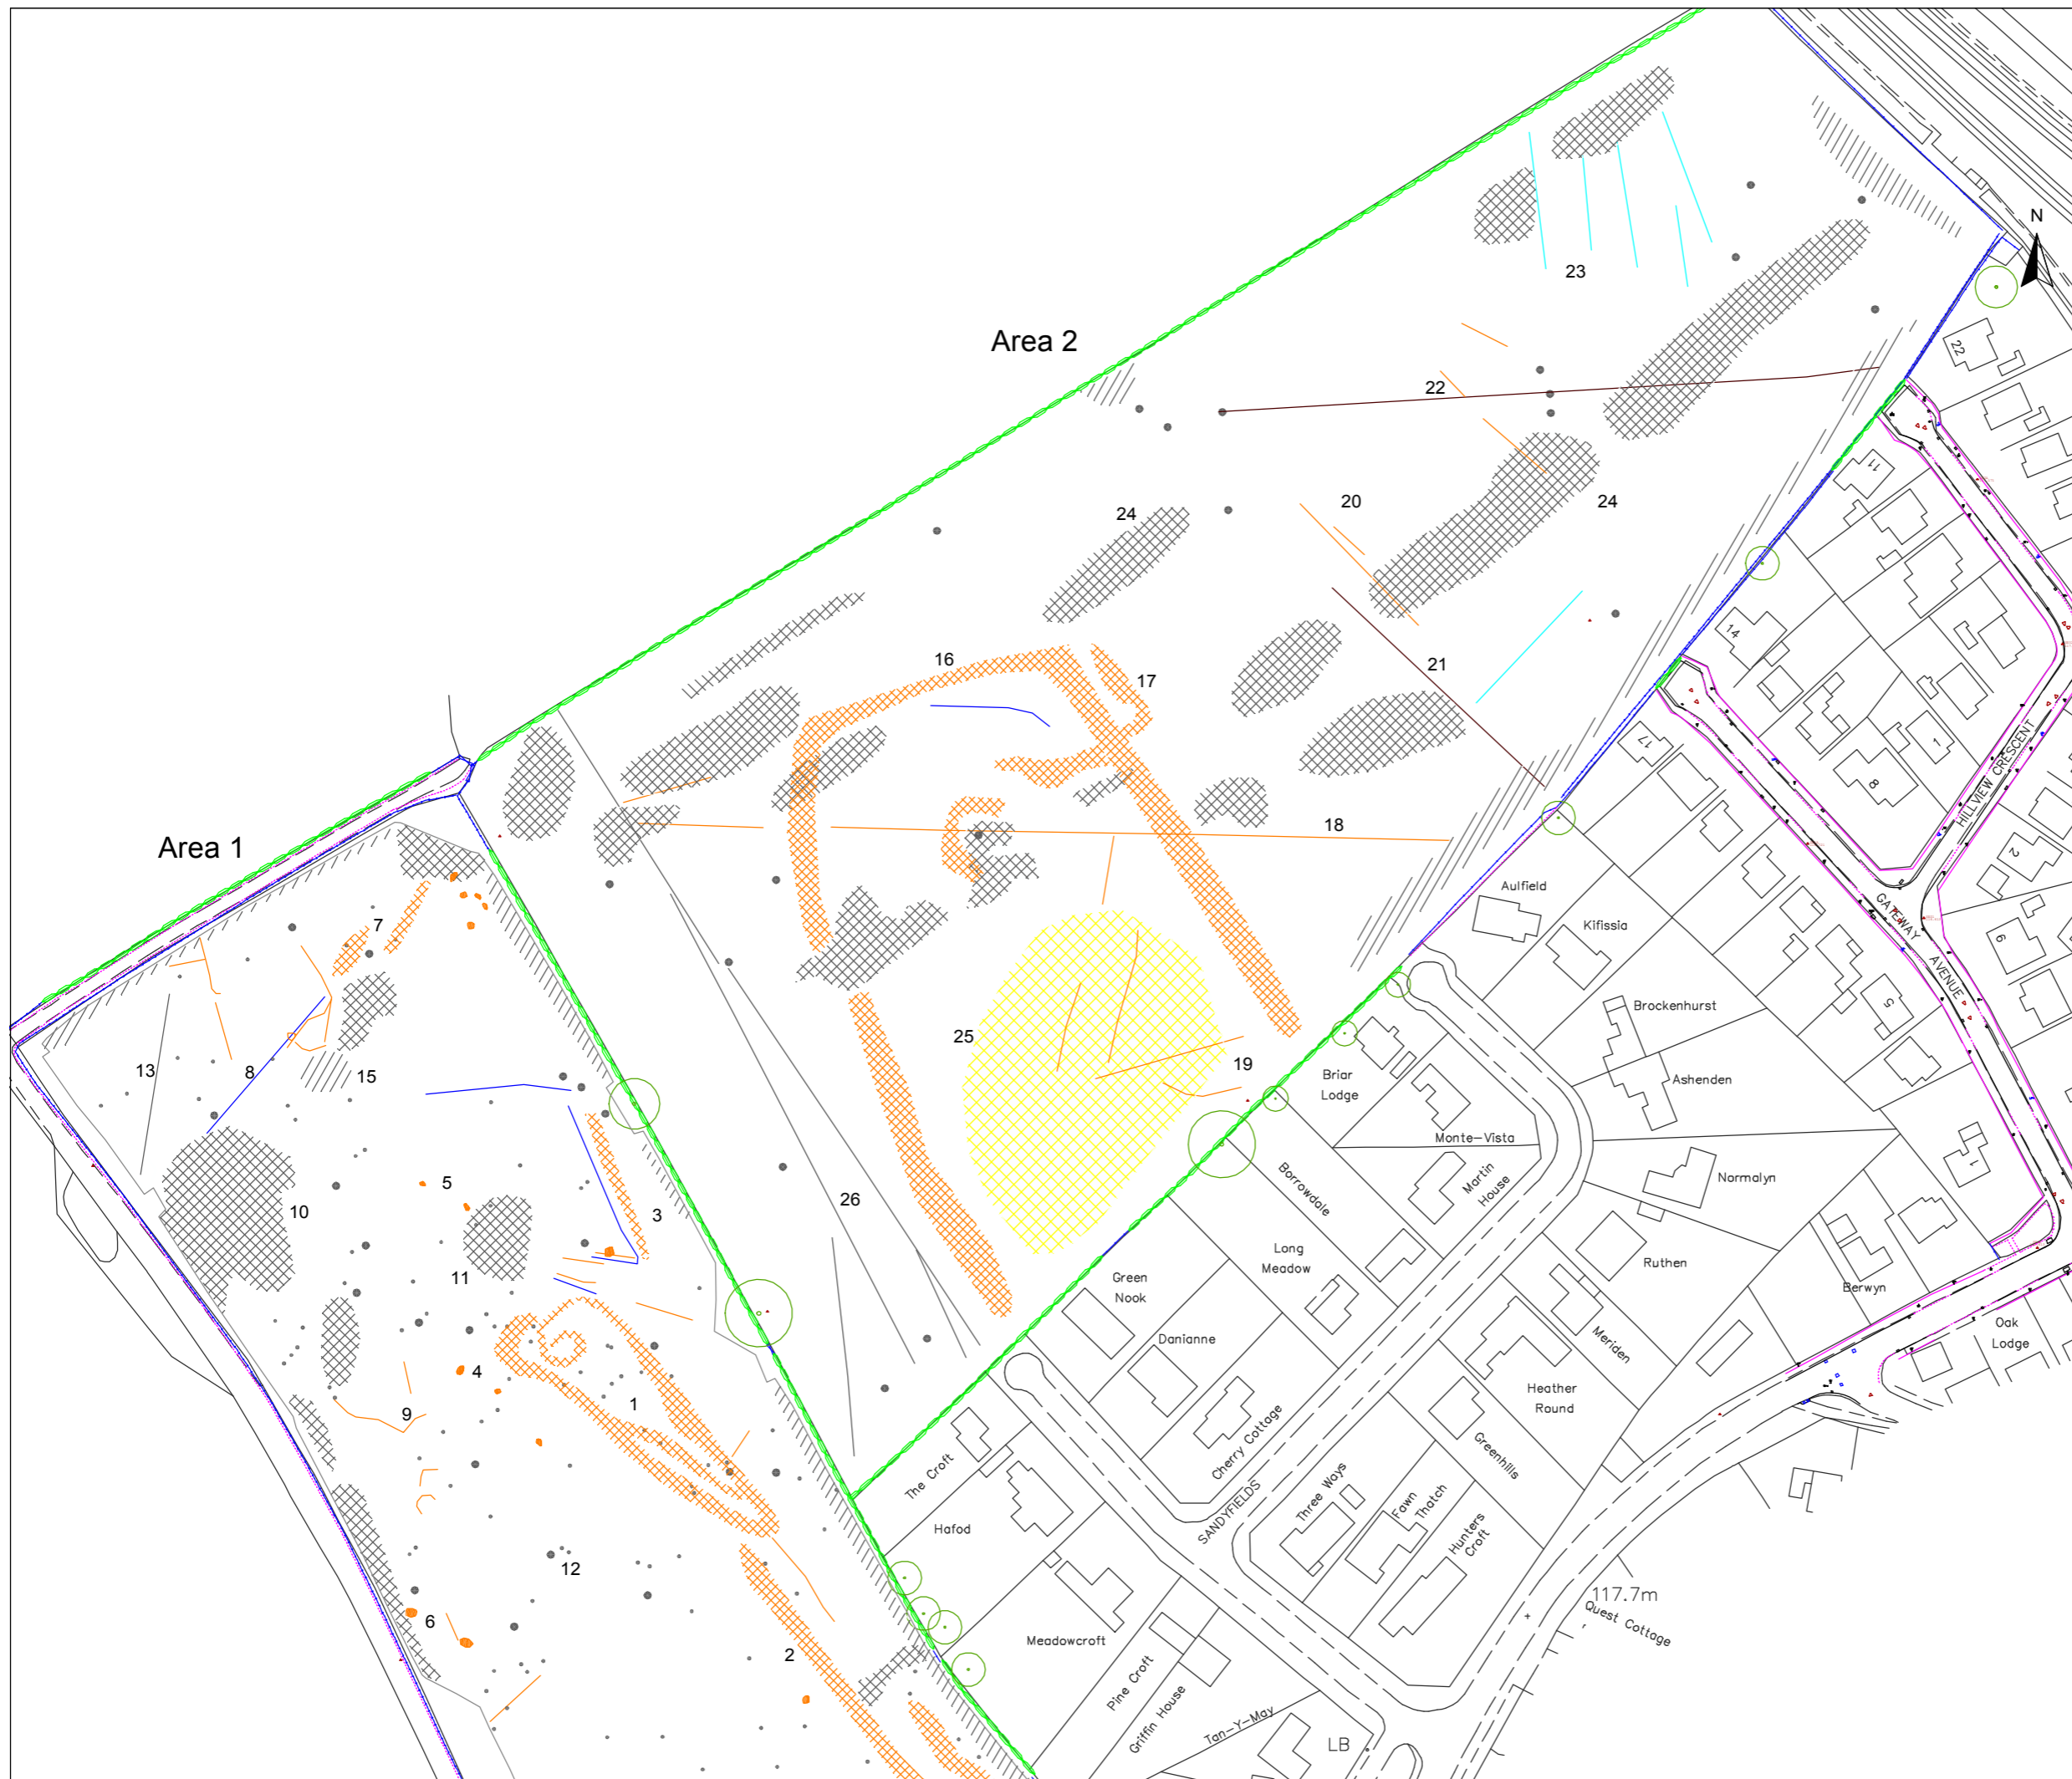 N
Area 2
23
22
22
11
20
24
24
14
16
17
21
17
1
8
HILLVIEW CRESCENT
Area 1
18
2
Aulfield
Kifissia
GATEWAY
AVENUE
7
6
Brockenhurst
5
25
13
8
15
19
Briar
Lodge
Ashenden
Monte-Vista
1
5
3
10
26
Borrowdale
Martin
House
Normalyn
Long
Meadow
Ruthen
11
Green
Nook
Berwyn
Danianne
Meriden
Oak
Lodge
4
1
9
Heather
Round
Cherry Cottage
Greenhills
The Croft
Three Ways
Fawn
Thatch
SANDYFIELDS
Hafod
Hunters
Croft
12
117.7m
Quest Cottage
6
2
Meadowcroft
Pine Croft
Griffin House
Tan-Y-May
LB